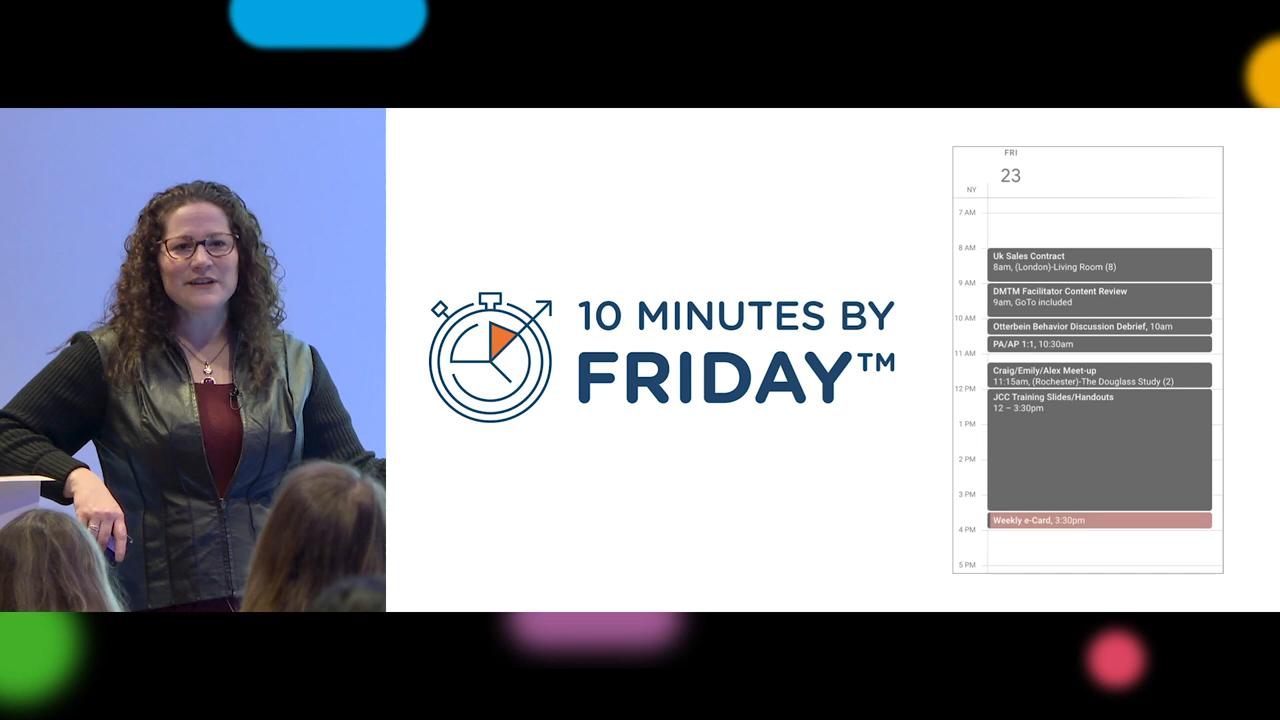 10 MINUTES BY
FRIDAY™
FRI
23
NY
7 AM
8 AM
Uk Sales Contract
8am, (London)-Living Room (8)
9 AM
DMTM Facilitator Content Review
9am, GoTo included
10 AM
Otterbein Behavior Discussion Debrief, 10am
PA/AP 1:1, 10:30am
11 AM
Craig/Emily/Alex Meet-up
11:15am, (Rochester)-The Douglass Study (2)
12 PM
JCC Training Slides/Handouts
12 – 3:30pm
1 PM
2 PM
3 PM
Weekly e-Card, 3:30pm
4 PM
5 PM